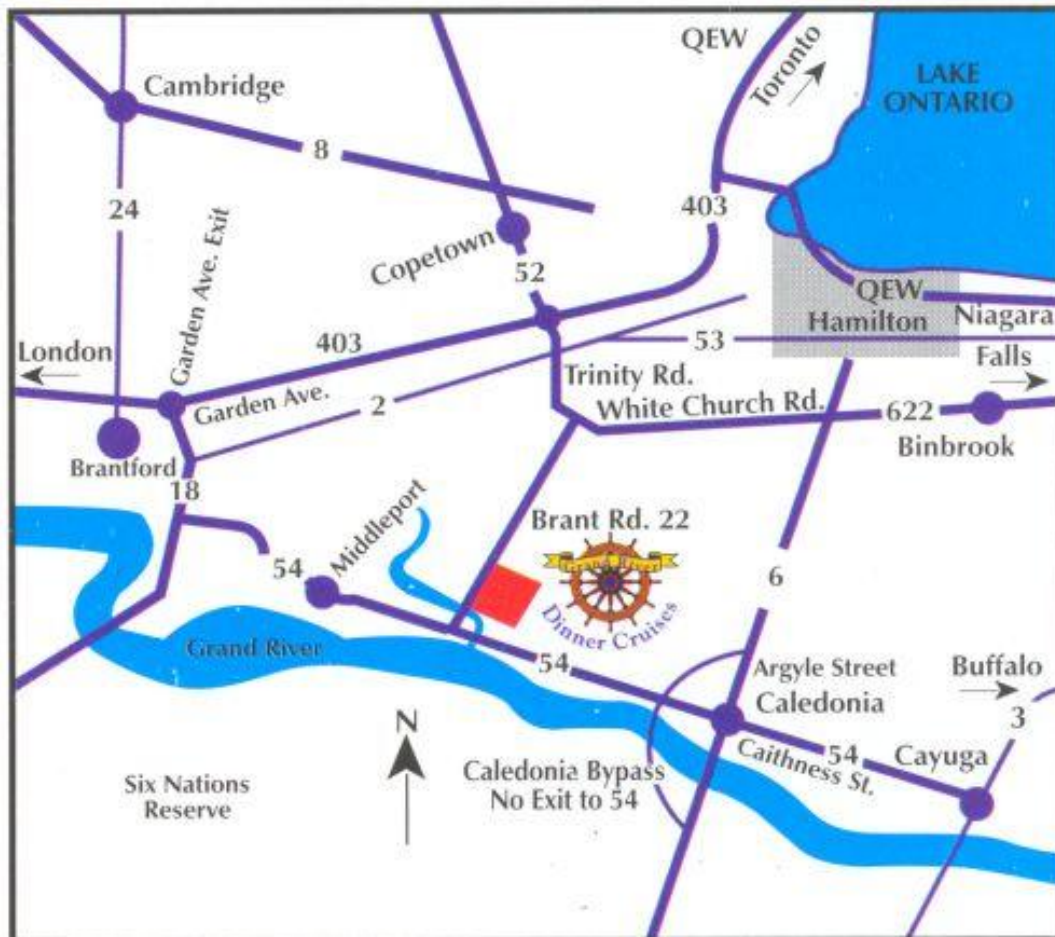 QEW
Toronto
LAKE
ONTARIO
Cambridge
8
24
Garden Ave. Exit
403
Copetown
52
QEW
Hamilton
Niagara
Falls
53
London
403
Garden Ave.
2
Trinity Rd.
White Church Rd.
622
Binbrook
Brantford
18
Middleport
54
Brant Rd. 22
Grand River
Dinner Cruises
6
Grand River
54
Argyle Street
Caledonia
Buffalo
3
N
Caithness St.
54
Cayuga
Caledonia Bypass
No Exit to 54
Six Nations
Reserve